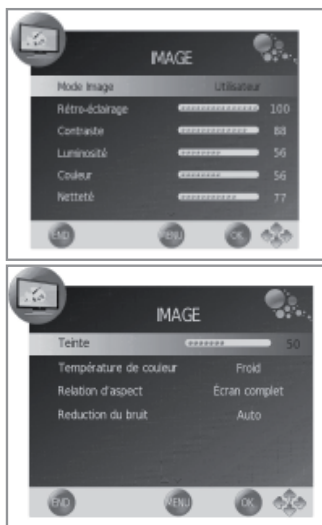 IMAGE
Mode Image Utilisateur
Rétro-éclairage 100
Contraste 88
Luminosité 56
Couleur 56
Netteté 77
END MENU OK
IMAGE
Teinte 50
Température de couleur Froid
Relation d'aspect Écran complet
Reduction du bruit Auto
END MENU OK